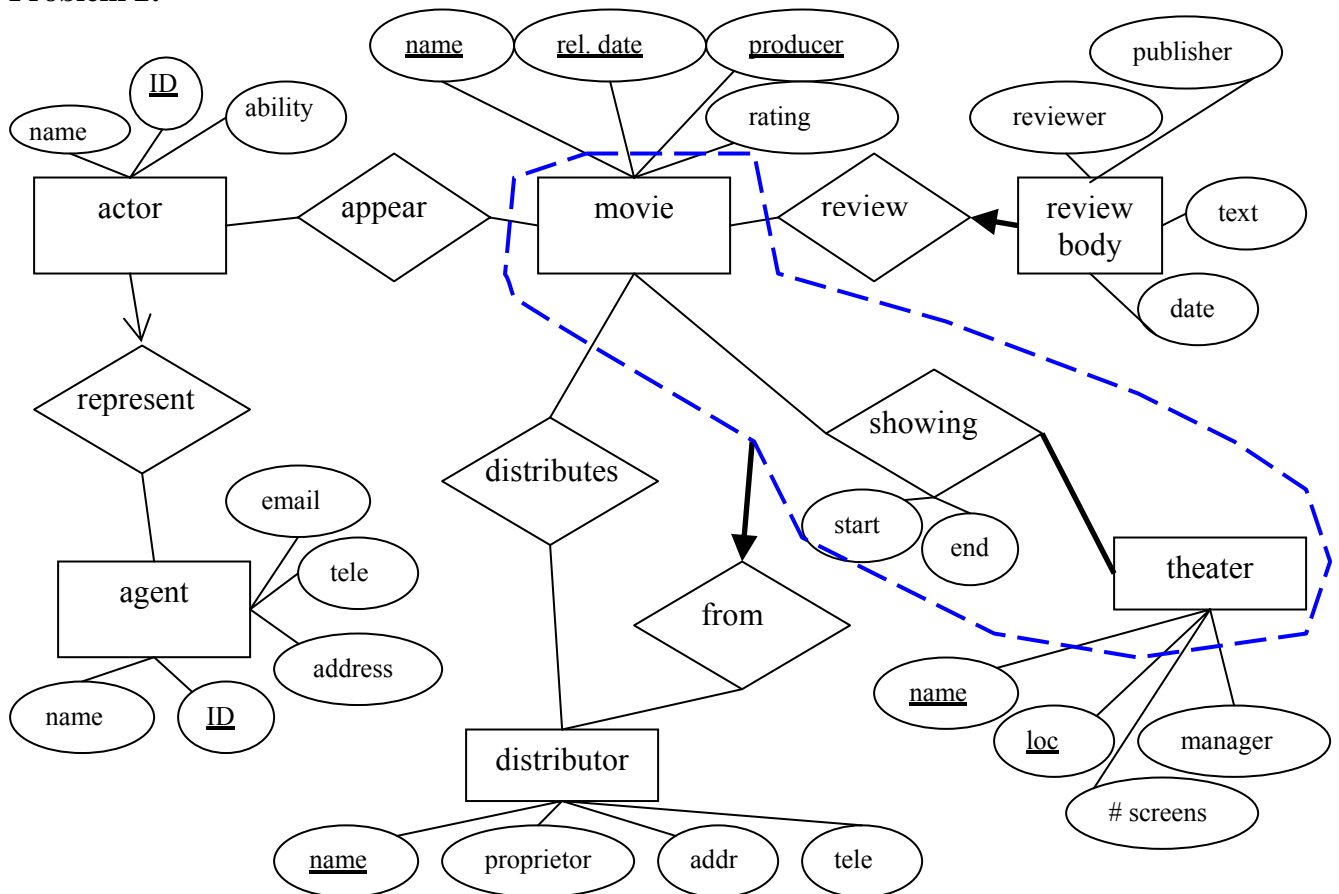 name
rel. date
producer
publisher
ID
ability
name
rating
reviewer
actor
appear
movie
review
review
body
text
date
represent
showing
distributes
email
start
end
tele
agent
theater
from
address
name
ID
name
loc
manager
distributor
# screens
name
proprietor
addr
tele